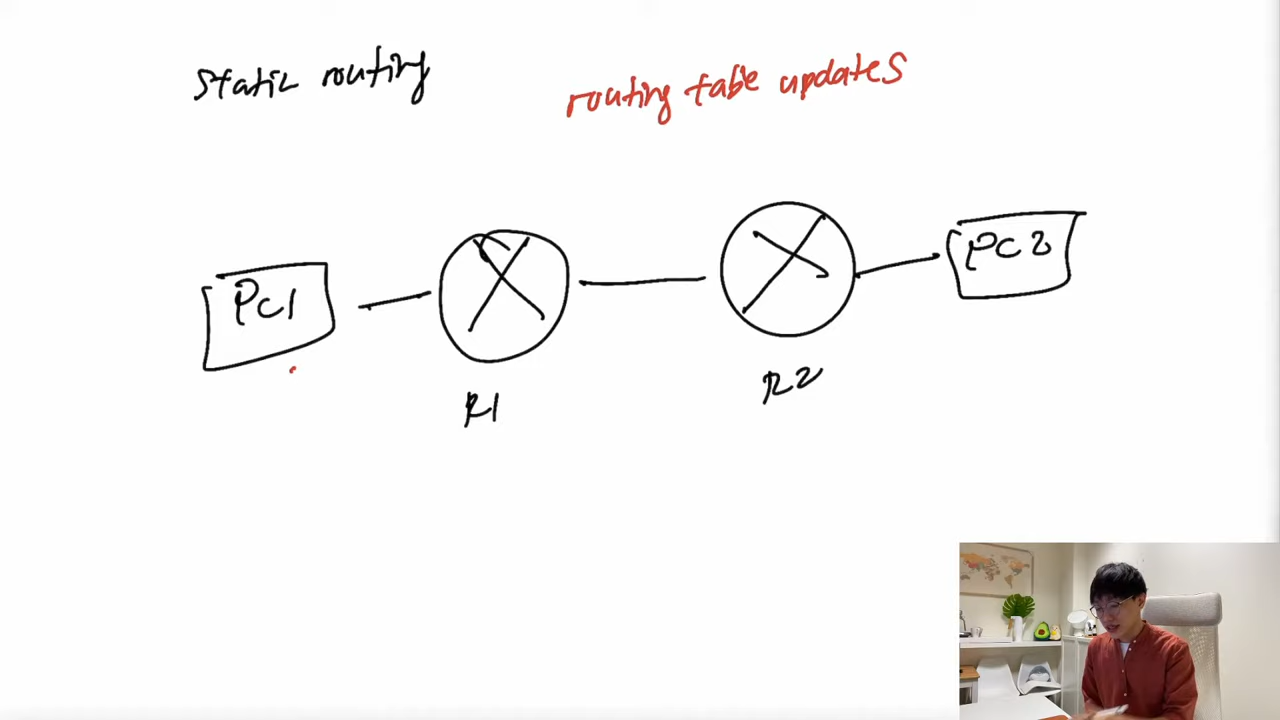 static routing
routing table updates
PC1
PC2
R1
R2